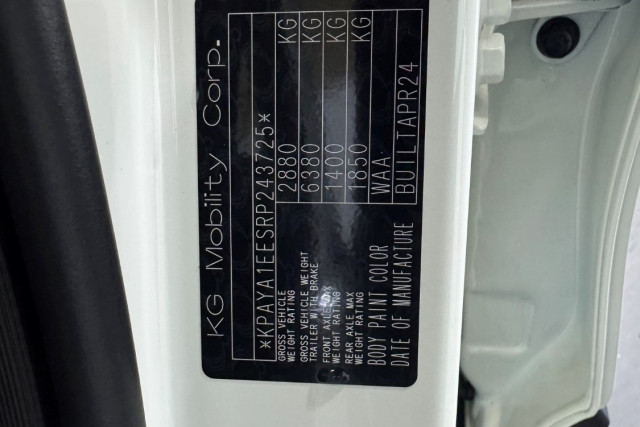 KG Mobility Corp.
*KPAYA1EESRP243725*
GROSS VEHICLE
WEIGHT RATING 2880 KG
GROSS VEHICLE WEIGHT
TRAILER WITH BRAKE 6380 KG
FRONT AXLE MAX
WEIGHT RATING 1400 KG
REAR AXLE MAX
WEIGHT RATING 1850 KG
BODY PAINT COLOR WAA
DATE OF MANUFACTURE BUILTAPR24